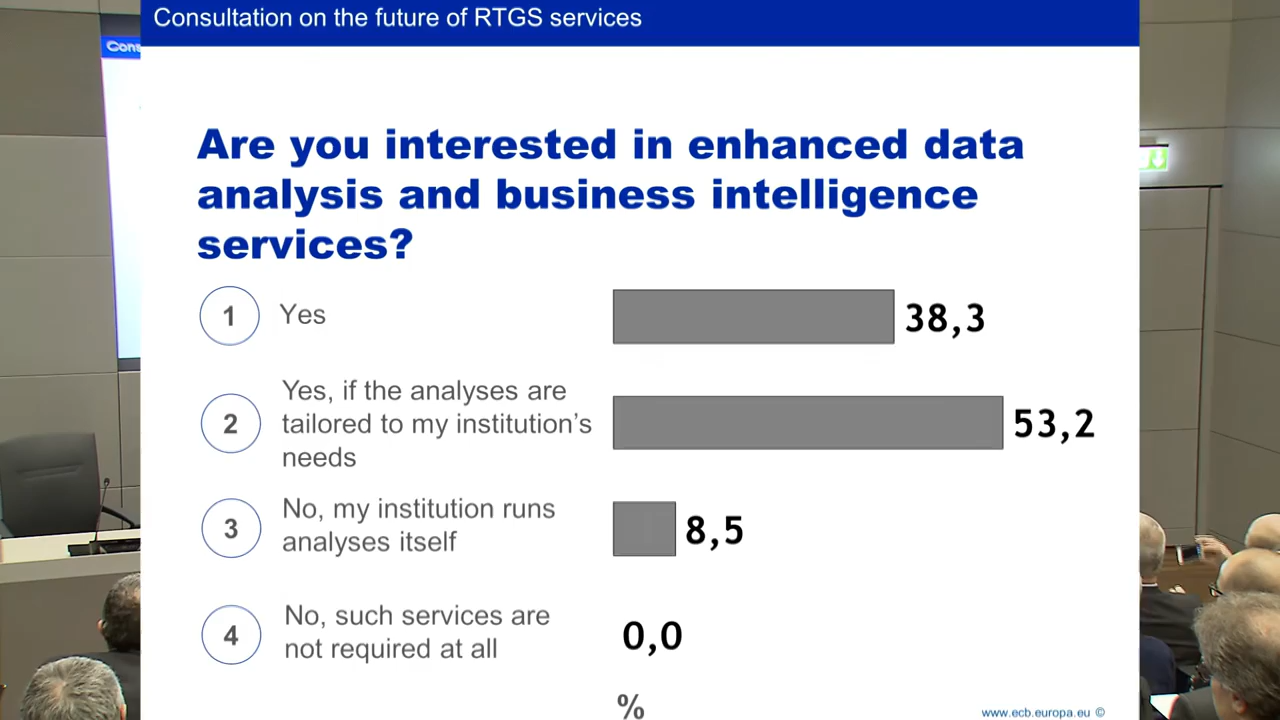 Consultation on the future of RTGS services
Cons
Are you interested in enhanced data
analysis and business intelligence
services?
1 Yes 38,3
2 Yes, if the analyses are
tailored to my institution’s
needs 53,2
3 No, my institution runs
analyses itself 8,5
4 No, such services are
not required at all 0,0
%
www.ecb.europa.eu ©